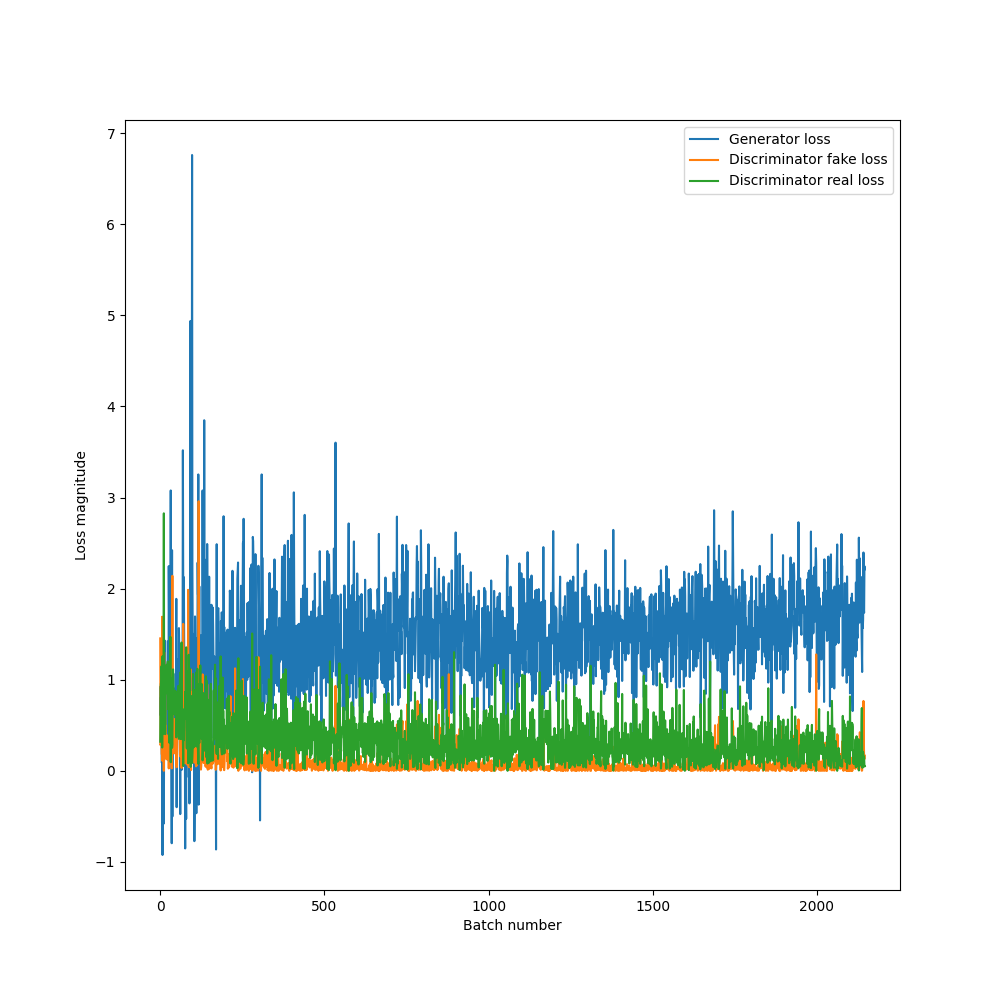 Generator loss
Discriminator fake loss
Discriminator real loss
7
6
5
4
3
2
1
0
−1
Loss magnitude
0 500 1000 1500 2000
Batch number